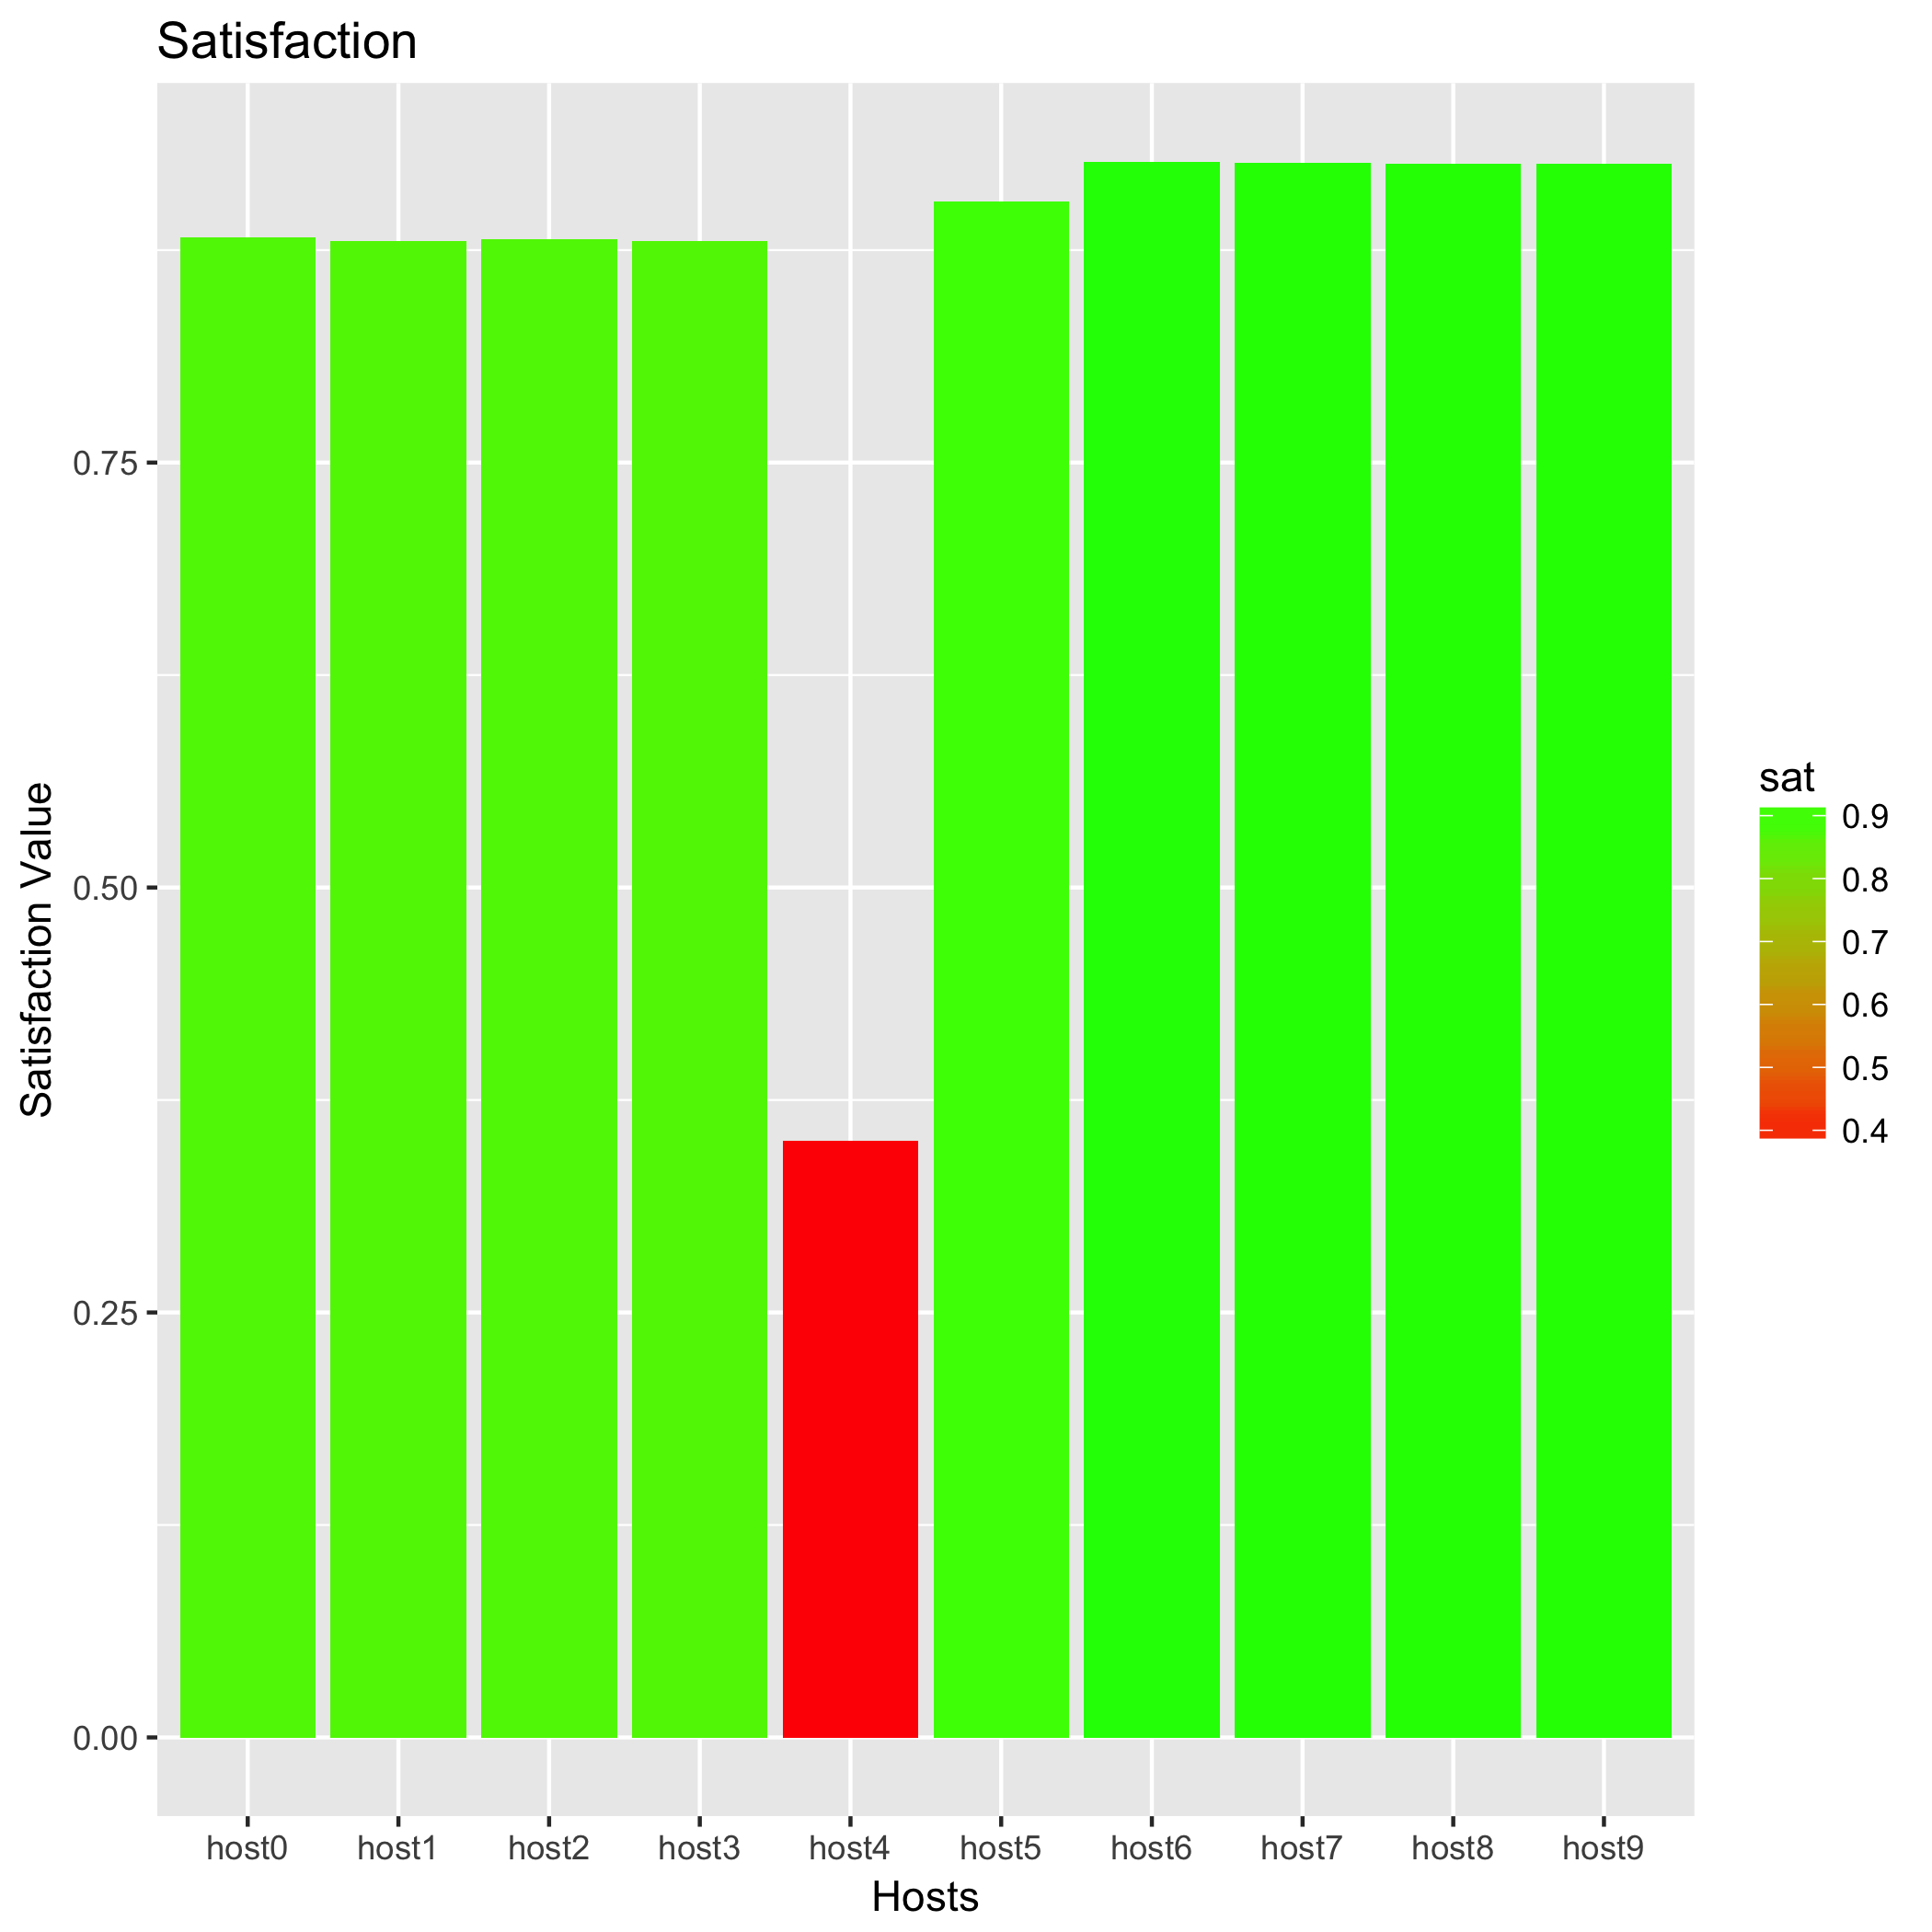 Satisfaction
Satisfaction Value
0.75
0.50
0.25
0.00
host0 host1 host2 host3 host4 host5 host6 host7 host8 host9
Hosts
sat
0.9
0.8
0.7
0.6
0.5
0.4